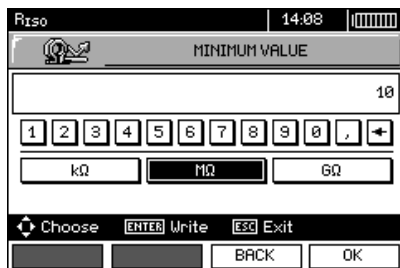 RISO 14:08
MINIMUM VALUE
10
1 2 3 4 5 6 7 8 9 0 ,
kΩ MΩ GΩ
Choose ENTER Write ESC Exit
BACK OK